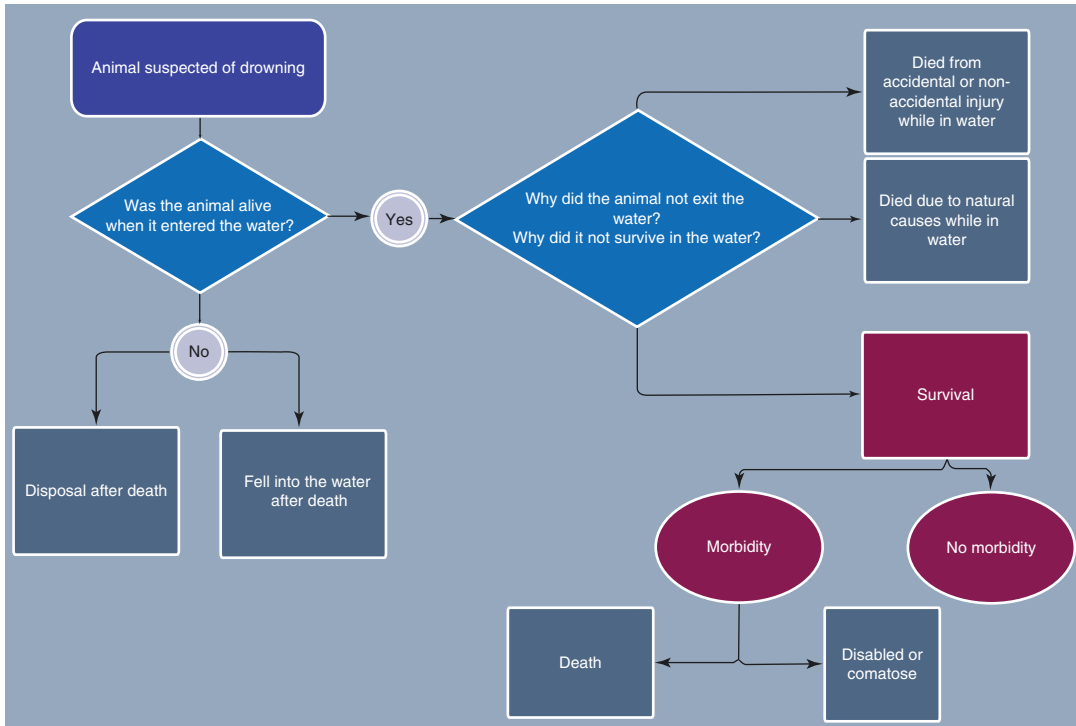 Animal suspected of drowning
Was the animal alive
when it entered the water?
Yes
Why did the animal not exit the
water?
Why did it not survive in the water?
Died from
accidental or non-
accidental injury
while in water
Died due to natural
causes while in
water
No
Disposal after death
Fell into the water
after death
Survival
Morbidity
No morbidity
Death
Disabled or
comatose